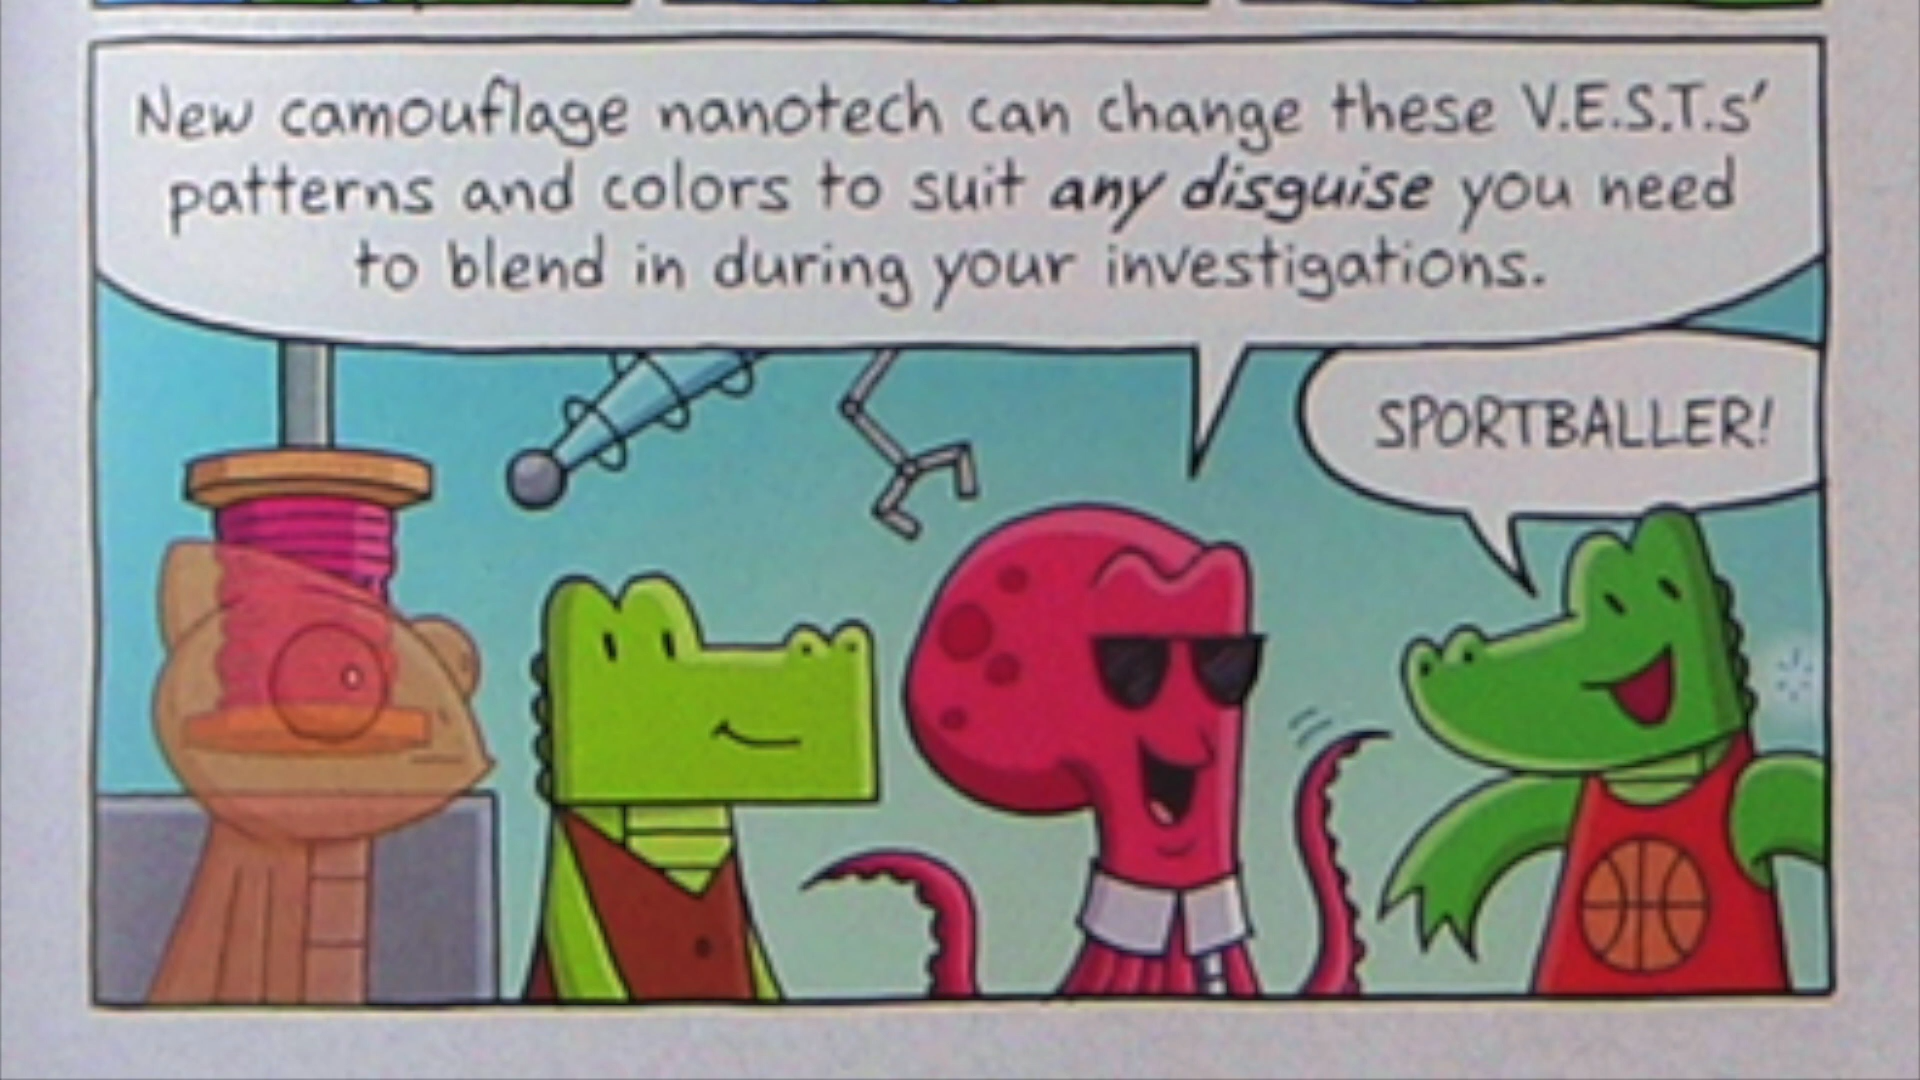 New camouflage nanotech can change these V.E.S.T.s'
patterns and colors to suit any disguise you need
to blend in during your investigations.
SPORTBALLER!